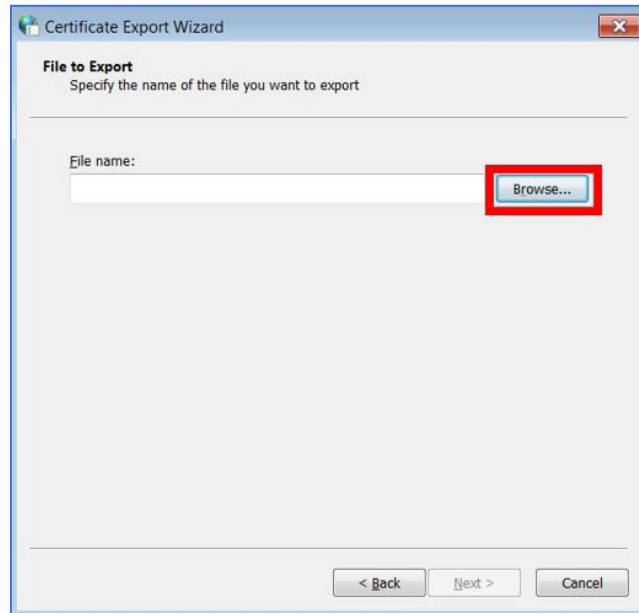 Certificate Export Wizard
File to Export
Specify the name of the file you want to export
File name:
Browse...
< Back
Next >
Cancel